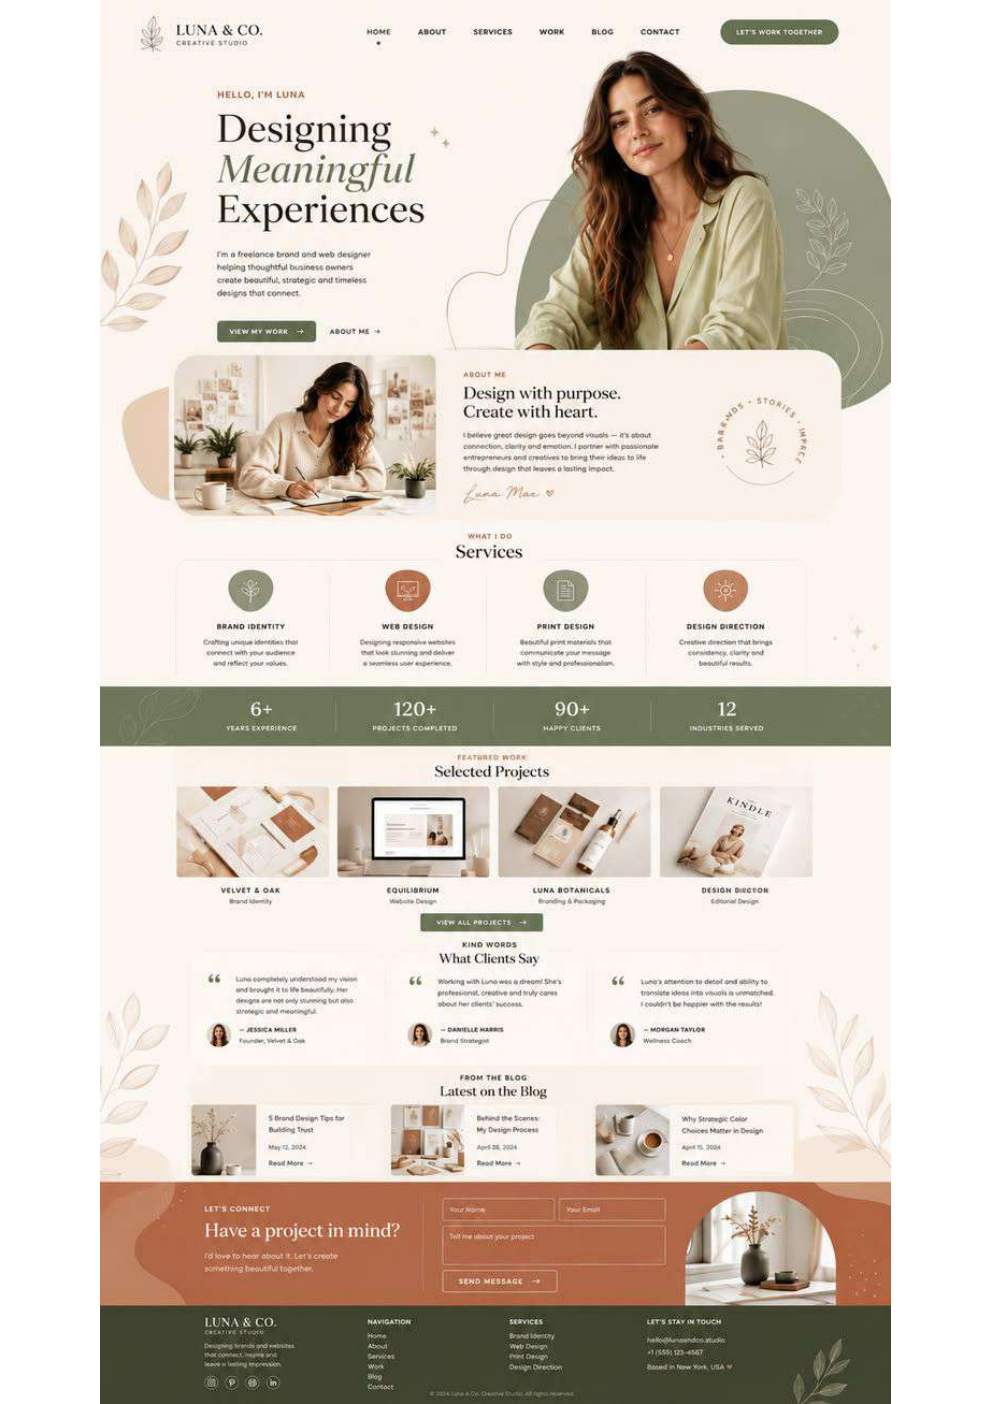 LUNA & CO.
CREATIVE STUDIO
HOME
ABOUT
SERVICES
WORK
BLOG
CONTACT
LET'S WORK TOGETHER
HELLO, I'M LUNA
Designing
Meaningful
Experiences
I'm a freelance brand and web designer
helping thoughtful business owners
create beautiful, strategic and timeless
designs that connect.
VIEW MY WORK →
ABOUT ME →
ABOUT ME
Design with purpose.
Create with heart.
I believe great design goes beyond visuals — it's about
connection, clarity and emotion. I partner with passionate
entrepreneurs and creatives to bring their ideas to life
through design that leaves a lasting impact.
Luna Mae
• STORIES •
WHAT I DO
Services
BRAND IDENTITY
Crafting unique identities that
connect with your audience
and reflect your values.
WEB DESIGN
Designing responsive websites
that look stunning and deliver
a seamless user experience.
PRINT DESIGN
Beautiful print materials that
communicate your message
with style and professionalism.
DESIGN DIRECTION
Creative direction that brings
consistency, clarity and
beautiful results.
6+
YEARS EXPERIENCE
120+
PROJECTS COMPLETED
90+
HAPPY CLIENTS
12
INDUSTRIES SERVED
FEATURED WORK
Selected Projects
KINDLE
VELVET & OAK
Brand Identity
EQUILIBRIUM
Website Design
LUNA BOTANICALS
Branding & Packaging
DESIGN
Editorial Design
VIEW ALL PROJECTS →
KIND WORDS
What Clients Say
“
Luna completely understood my vision
and brought it to life beautifully. Her
designs are not only stunning but also
strategic and meaningful.
— JESSICA MILLER
Founder, Velvet & Oak
“
Working with Luna was a dream! She's
professional, creative and truly cares
about her clients' success.
— DANIELLE HARRIS
Brand Strategist
“
Luna's attention to detail and ability to
translate ideas into visuals is unmatched.
I couldn't be happier with the results!
— MORGAN TAYLOR
Wellness Coach
FROM THE BLOG
Latest on the Blog
5 Brand Design Tips for
Building Trust
May 12, 2024
Read More →
Behind the Scenes:
My Design Process
April 28, 2024
Read More →
Why Strategic Color
Choices Matter in Design
April 15, 2024
Read More →
LET'S CONNECT
Have a project in mind?
I'd love to hear about it. Let's create
something beautiful together.
Your Name
Your Email
Tell me about your project
SEND MESSAGE →
LUNA & CO.
CREATIVE STUDIO
Designing brands and websites
that connect, inspire and
leave a lasting impression.
NAVIGATION
Home
About
Services
Work
Blog
Contact
SERVICES
Brand Identity
Web Design
Print Design
Design Direction
LET'S STAY IN TOUCH
hello@lunaandco.studio
+1 (555) 123-4567
Based in New York, USA
© 2024 Luna & Co. Creative Studio. All rights reserved.